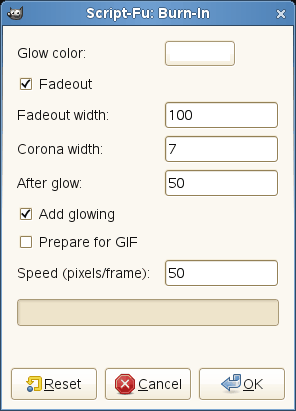 Script-Fu: Burn-In
Glow color:
Fadeout
Fadeout width: 100
Corona width: 7
After glow: 50
Add glowing
Prepare for GIF
Speed (pixels/frame): 50
Reset Cancel OK